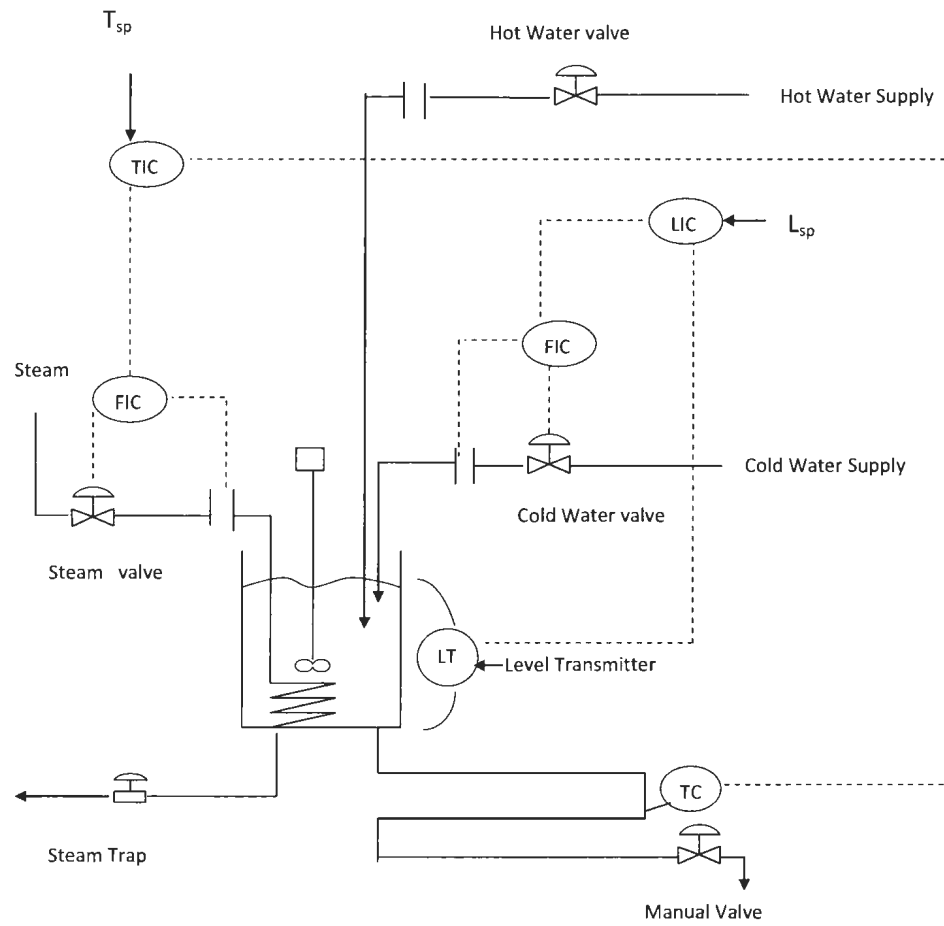 T_sp
Hot Water valve
Hot Water Supply
TIC
LIC
L_sp
FIC
Steam
FIC
Cold Water Supply
Cold Water valve
Steam valve
LT
Level Transmitter
TC
Steam Trap
Manual Valve